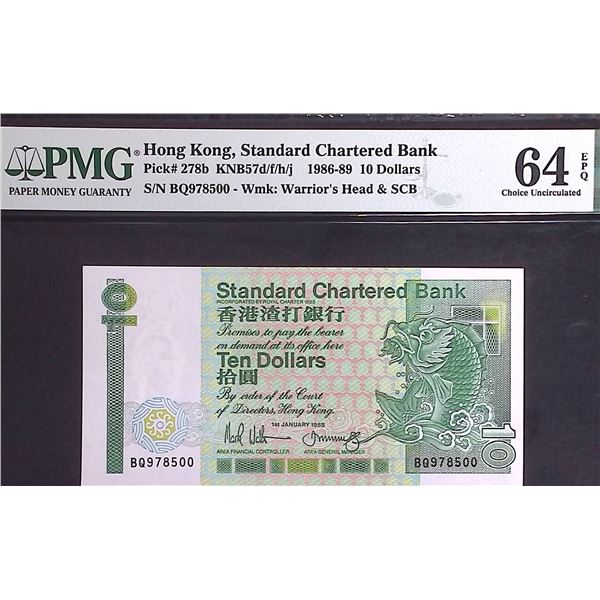 PMG®
PAPER MONEY GUARANTY
Hong Kong, Standard Chartered Bank
Pick# 278b KNB57d/f/h/j 1986-89 10 Dollars
S/N BQ978500 - Wmk: Warrior's Head & SCB
64 EPQ
Choice Uncirculated
10
Standard Chartered Bank
INCORPORATED BY ROYAL CHARTER 1853
香港渣打銀行
Promises to pay the bearer
on demand at its office here
Ten Dollars
拾圓
By order of the Court
of Directors, Hong Kong.
1st JANUARY 1988
AREA FINANCIAL CONTROLLER AREA GENERAL MANAGER
BQ978500
BQ978500
10